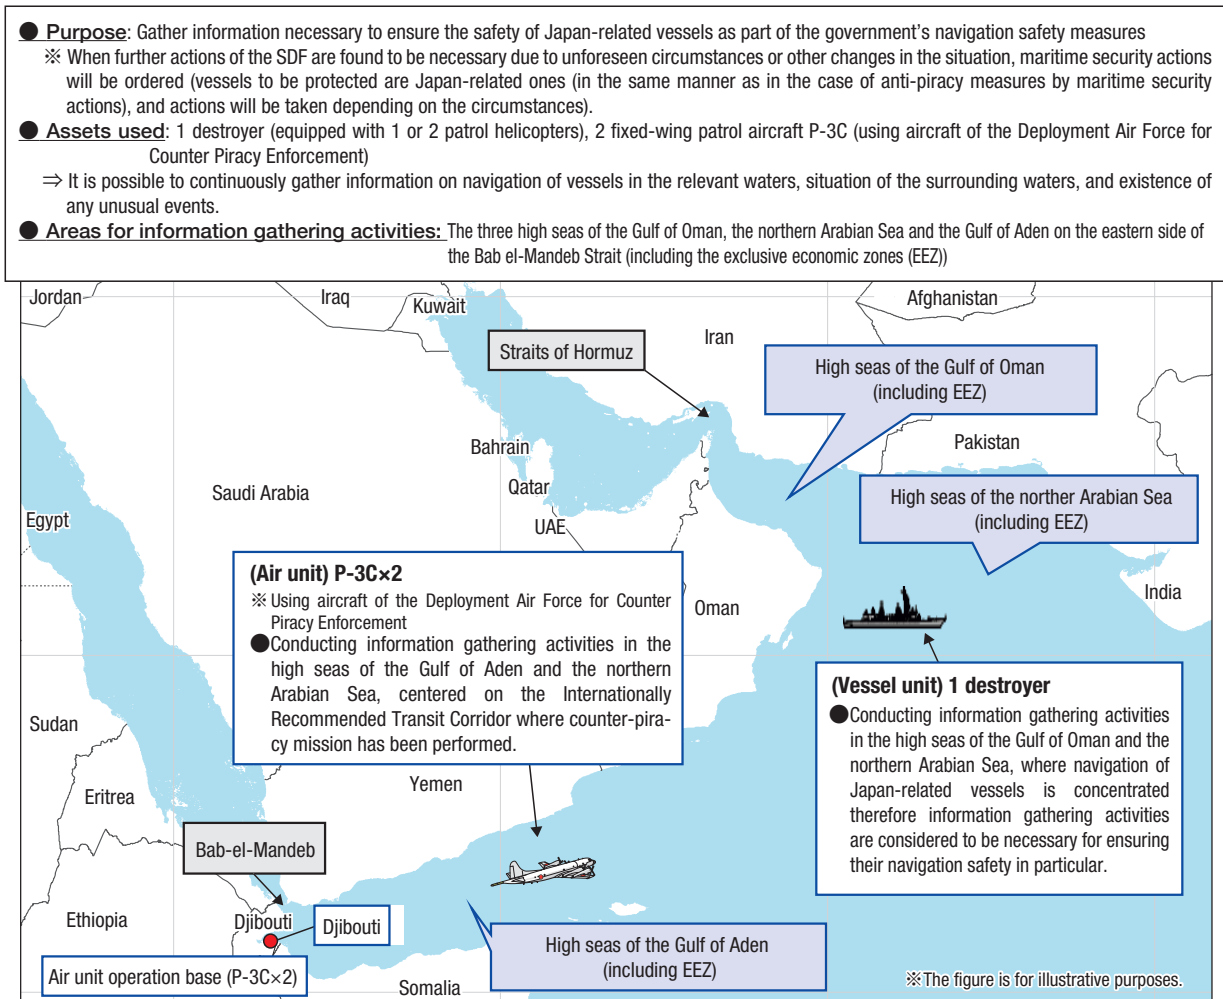 ● Purpose: Gather information necessary to ensure the safety of Japan-related vessels as part of the government's navigation safety measures
※ When further actions of the SDF are found to be necessary due to unforeseen circumstances or other changes in the situation, maritime security actions
will be ordered (vessels to be protected are Japan-related ones (in the same manner as in the case of anti-piracy measures by maritime security
actions), and actions will be taken depending on the circumstances).
● Assets used: 1 destroyer (equipped with 1 or 2 patrol helicopters), 2 fixed-wing patrol aircraft P-3C (using aircraft of the Deployment Air Force for
Counter Piracy Enforcement)
⇒ It is possible to continuously gather information on navigation of vessels in the relevant waters, situation of the surrounding waters, and existence of
any unusual events.
● Areas for information gathering activities: The three high seas of the Gulf of Oman, the northern Arabian Sea and the Gulf of Aden on the eastern side of
the Bab el-Mandeb Strait (including the exclusive economic zones (EEZ))
Jordan
Iraq
Kuwait
Afghanistan
Iran
Straits of Hormuz
High seas of the Gulf of Oman
(including EEZ)
Bahrain
Pakistan
Saudi Arabia
Qatar
High seas of the norther Arabian Sea
(including EEZ)
Egypt
UAE
(Air unit) P-3C×2
※ Using aircraft of the Deployment Air Force for Counter
Piracy Enforcement
● Conducting information gathering activities in the
high seas of the Gulf of Aden and the northern
Arabian Sea, centered on the Internationally
Recommended Transit Corridor where counter-pira-
cy mission has been performed.
Oman
India
(Vessel unit) 1 destroyer
● Conducting information gathering activities
in the high seas of the Gulf of Oman and the
northern Arabian Sea, where navigation of
Japan-related vessels is concentrated
therefore information gathering activities
are considered to be necessary for ensuring
their navigation safety in particular.
Sudan
Yemen
Eritrea
Bab-el-Mandeb
Ethiopia
Djibouti
Djibouti
High seas of the Gulf of Aden
(including EEZ)
Air unit operation base (P-3C×2)
Somalia
※ The figure is for illustrative purposes.